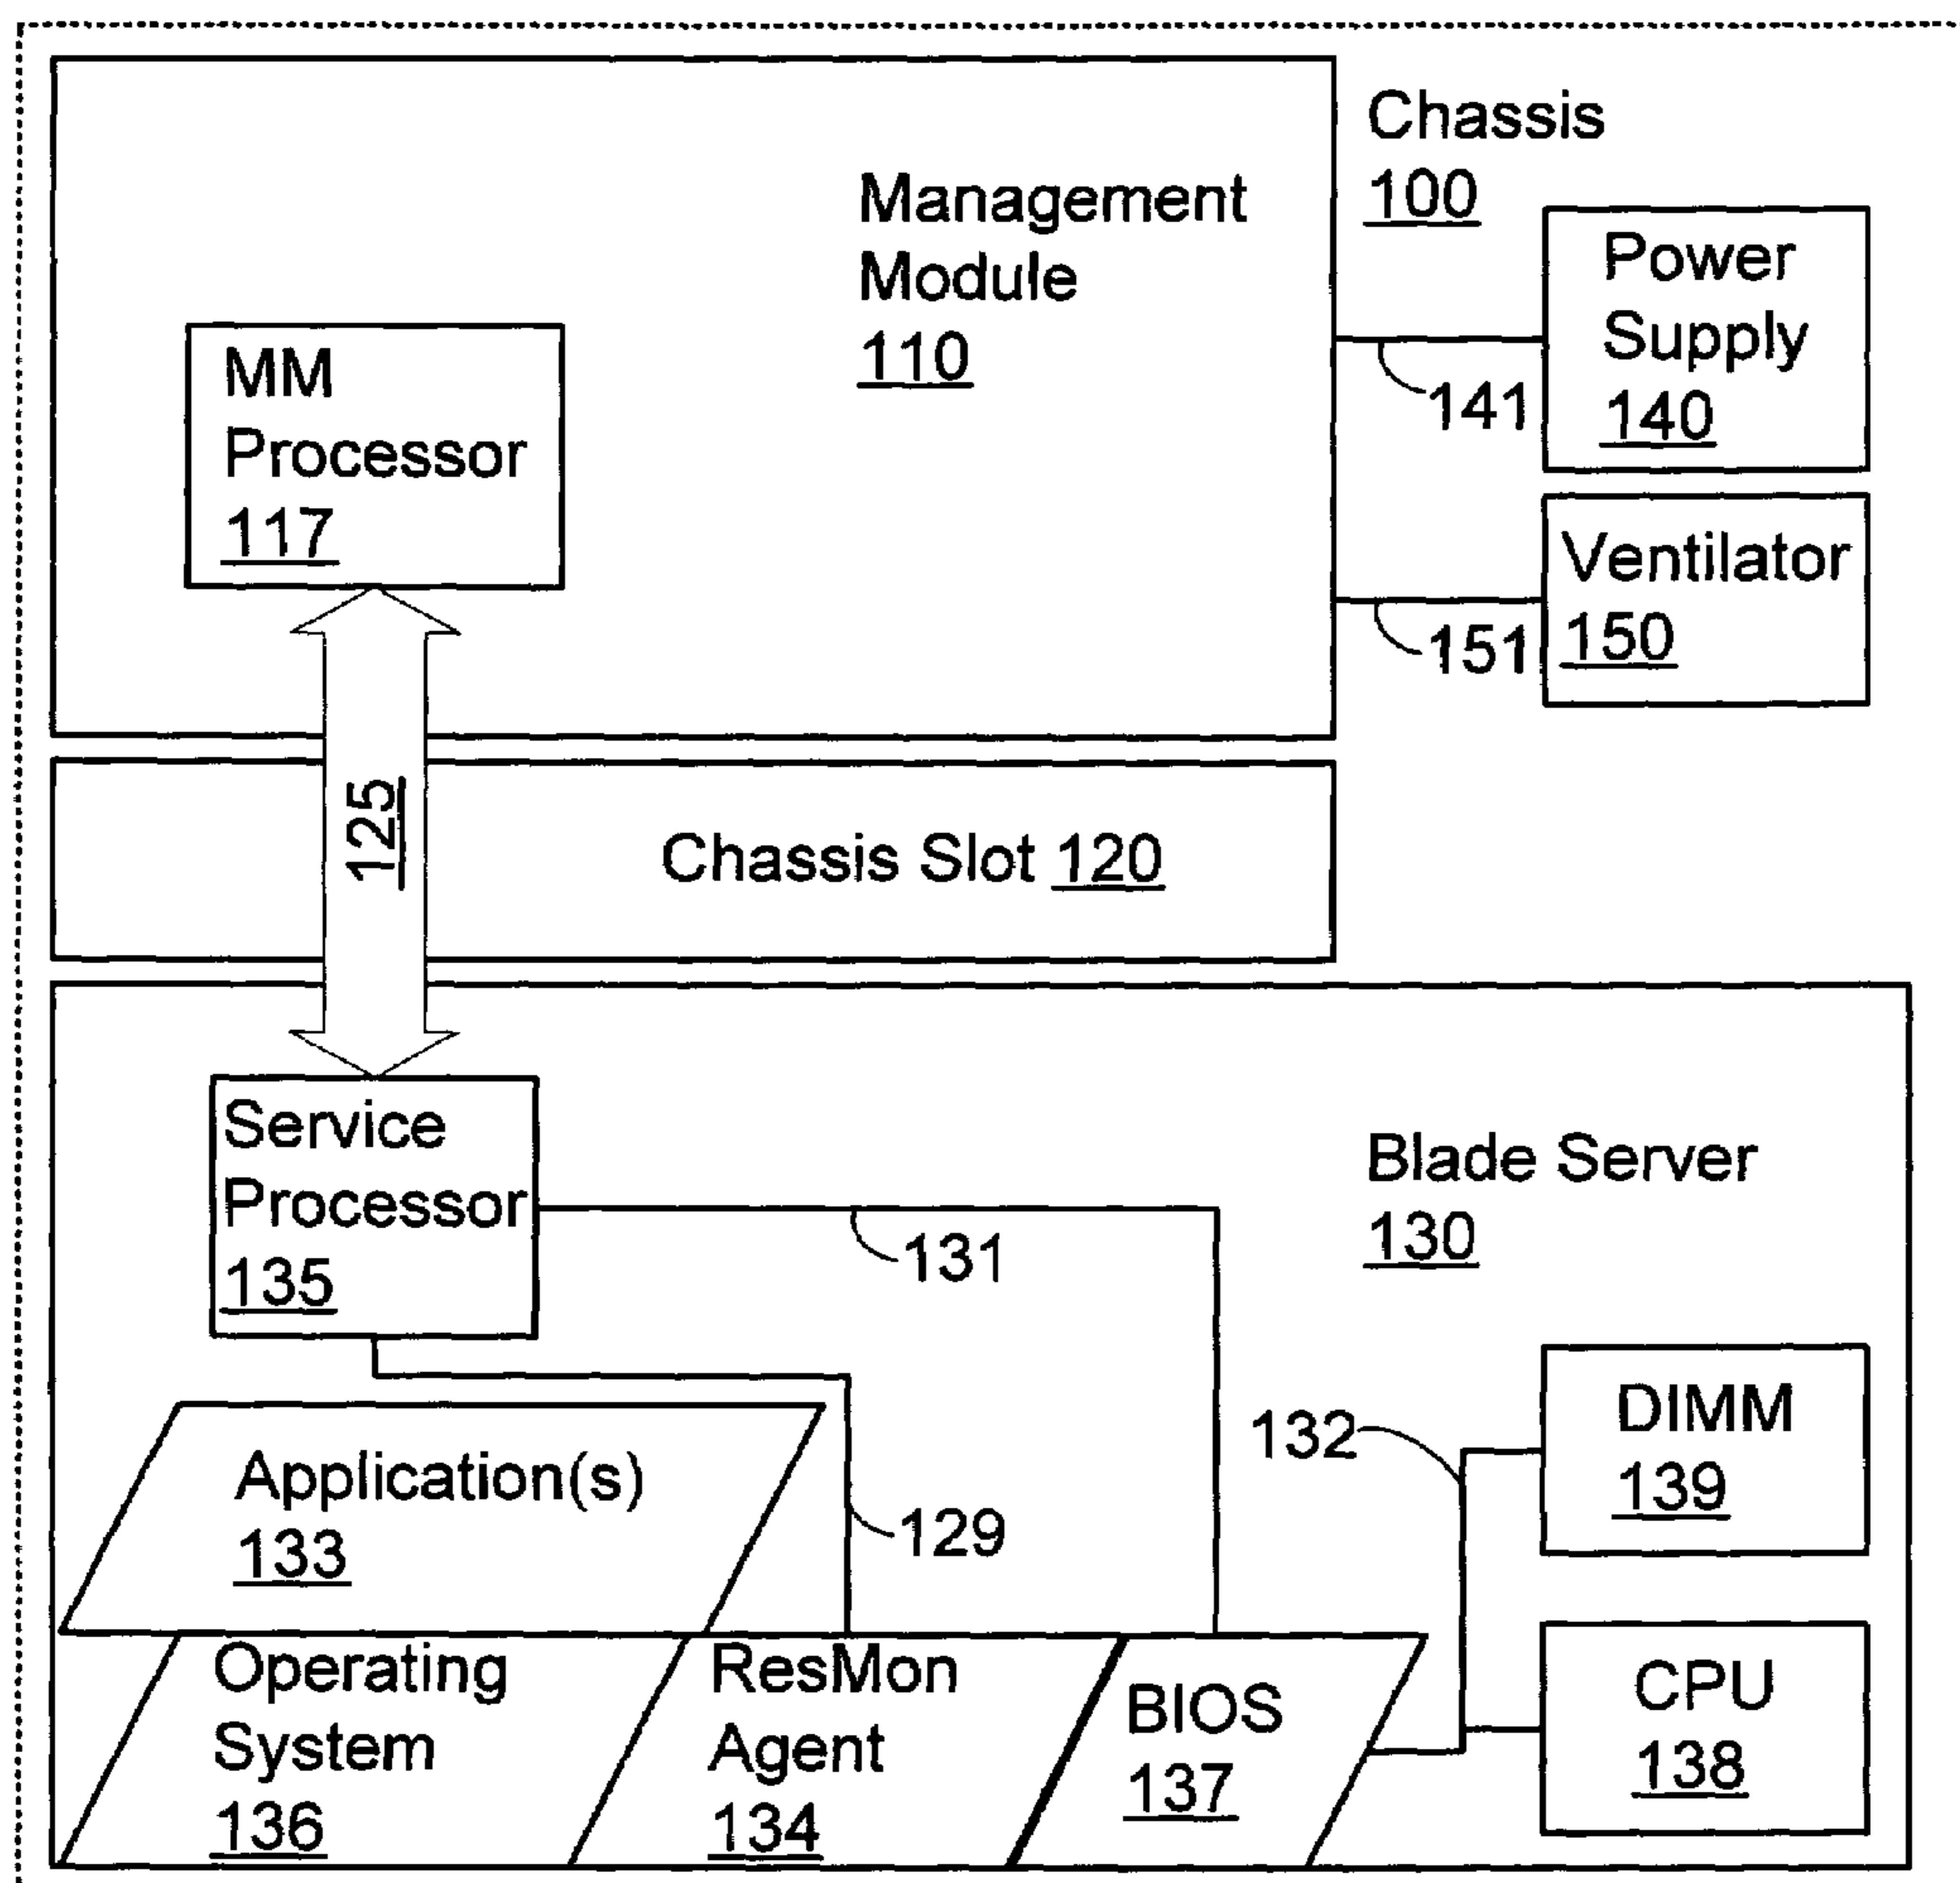 Chassis
100
Management
Module
110
Power
Supply
140
141
MM
Processor
117
Ventilator
150
151
125
Chassis Slot 120
Service
Processor
135
Blade Server
130
131
DIMM
139
132
Application(s)
133
129
Operating
System
136
ResMon
Agent
134
BIOS
137
CPU
138